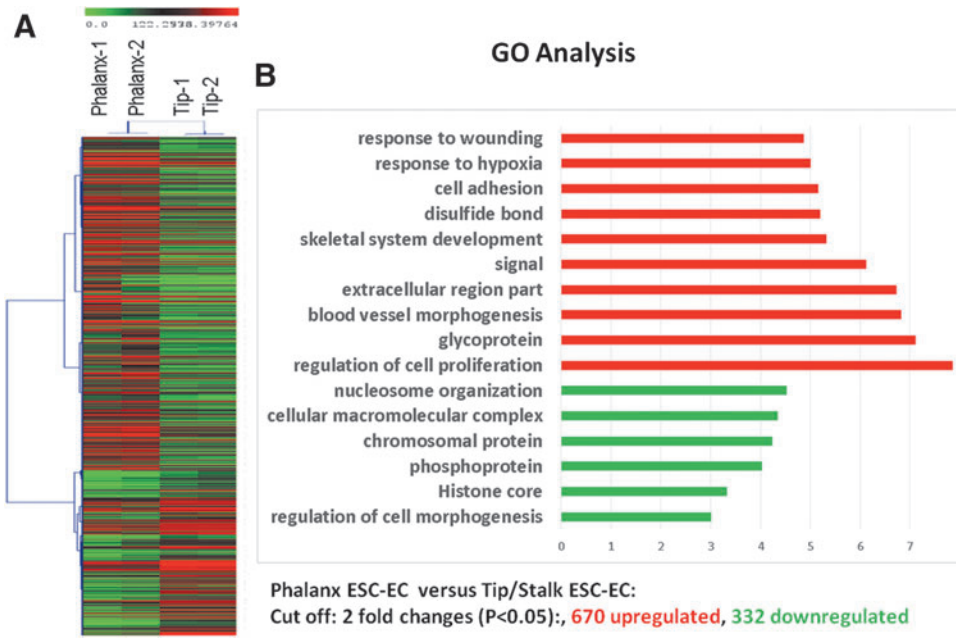 A
0.0 122.2938.39764
Phalanx-1
Phalanx-2
Tip-1
Tip-2
GO Analysis
B
response to wounding
response to hypoxia
cell adhesion
disulfide bond
skeletal system development
signal
extracellular region part
blood vessel morphogenesis
glycoprotein
regulation of cell proliferation
nucleosome organization
cellular macromolecular complex
chromosomal protein
phosphoprotein
Histone core
regulation of cell morphogenesis
0 1 2 3 4 5 6 7
Phalanx ESC-EC versus Tip/Stalk ESC-EC:
Cut off: 2 fold changes (P<0.05):, 670 upregulated, 332 downregulated